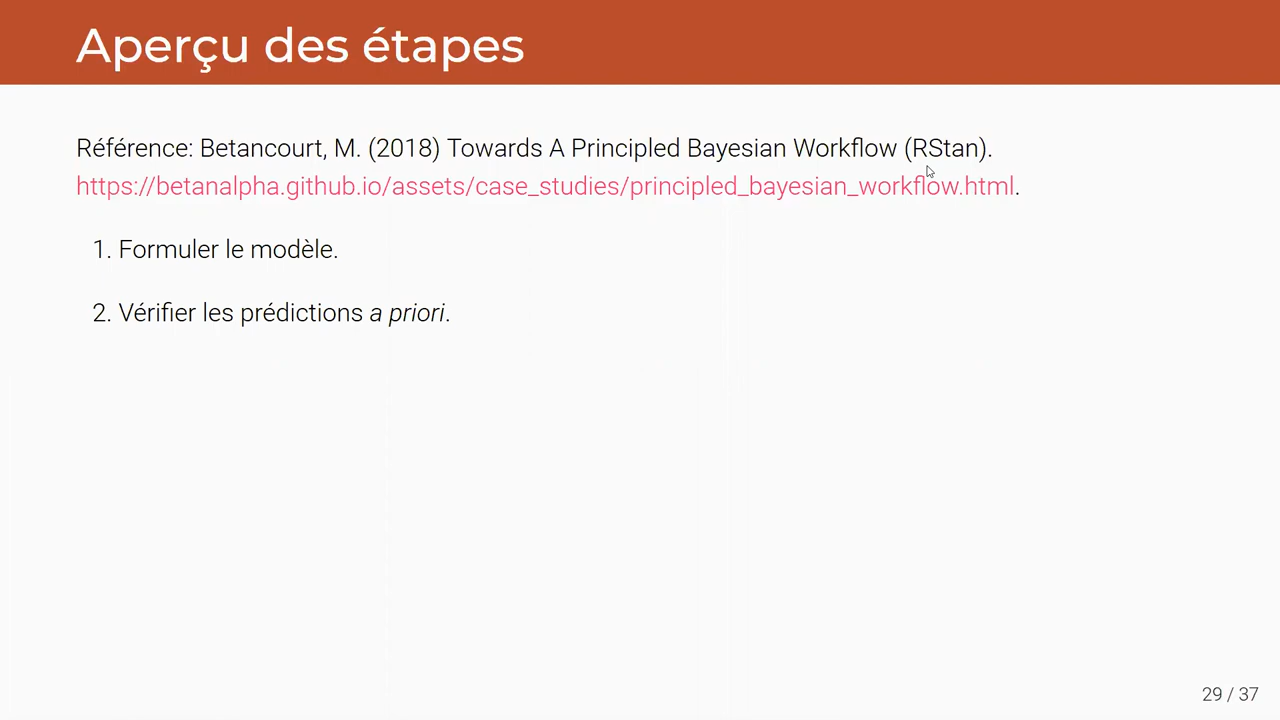 Aperçu des étapes
Référence: Betancourt, M. (2018) Towards A Principled Bayesian Workflow (RStan).
https://betanalpha.github.io/assets/case_studies/principled_bayesian_workflow.html.
1. Formuler le modèle.
2. Vérifier les prédictions a priori.
29 / 37